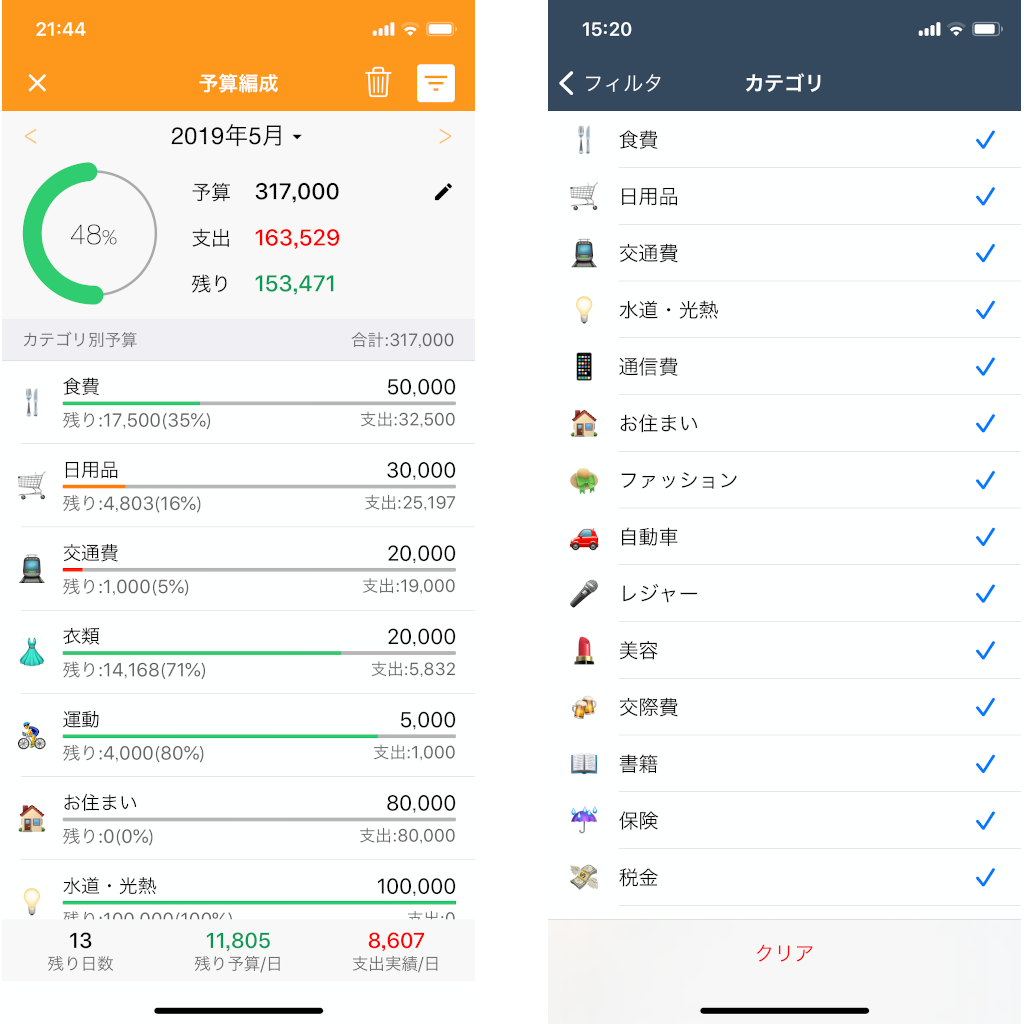 21:44
予算編成
< 2019年5月 >
48%
予算 317,000
支出 163,529
残り 153,471
カテゴリ別予算 合計:317,000
食費 50,000
残り:17,500(35%) 支出:32,500
日用品 30,000
残り:4,803(16%) 支出:25,197
交通費 20,000
残り:1,000(5%) 支出:19,000
衣類 20,000
残り:14,168(71%) 支出:5,832
運動 5,000
残り:4,000(80%) 支出:1,000
お住まい 80,000
残り:0(0%) 支出:80,000
水道・光熱 100,000
残り:100,000(100%) 支出:0
13 11,805 8,607
残り日数 残り予算/日 支出実績/日
15:20
フィルタ カテゴリ
食費
日用品
交通費
水道・光熱
通信費
お住まい
ファッション
自動車
レジャー
美容
交際費
書籍
保険
税金
クリア